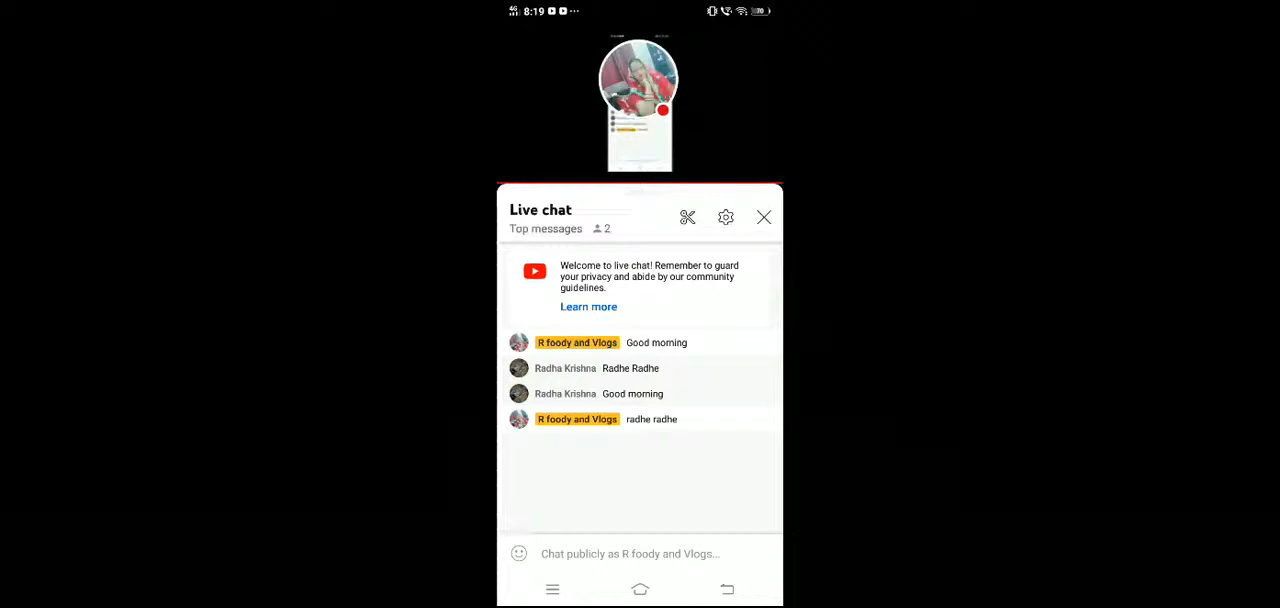 4G 8:19 70
Live chat
Top messages 2
Welcome to live chat! Remember to guard
your privacy and abide by our community
guidelines.
Learn more
R foody and Vlogs Good morning
Radha Krishna Radhe Radhe
Radha Krishna Good morning
R foody and Vlogs radhe radhe
Chat publicly as R foody and Vlogs...